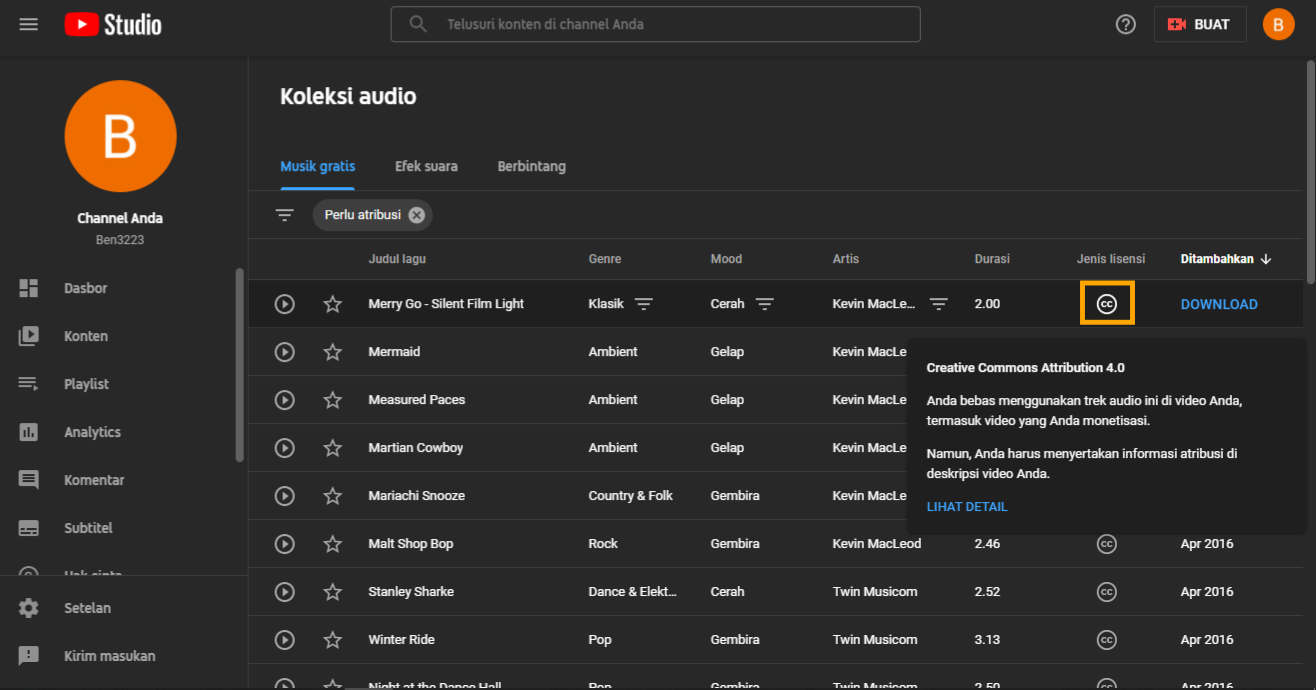 Studio
Telusuri konten di channel Anda
BUAT
B
B
Channel Anda
Ben3223
Dasbor
Konten
Playlist
Analytics
Komentar
Subtitel
Hak cipta
Setelan
Kirim masukan
Koleksi audio
Musik gratis Efek suara Berbintang
Perlu atribusi
Judul lagu Genre Mood Artis Durasi Jenis lisensi Ditambahkan
Merry Go - Silent Film Light Klasik Cerah Kevin MacLe... 2.00 cc DOWNLOAD
Mermaid Ambient Gelap Kevin MacLe
Measured Paces Ambient Gelap Kevin MacLe
Martian Cowboy Ambient Gelap Kevin MacLe
Mariachi Snooze Country & Folk Gembira Kevin MacLe
Creative Commons Attribution 4.0
Anda bebas menggunakan trek audio ini di video Anda,
termasuk video yang Anda monetisasi.
Namun, Anda harus menyertakan informasi atribusi di
deskripsi video Anda.
LIHAT DETAIL
Malt Shop Bop Rock Gembira Kevin MacLeod 2.46 cc Apr 2016
Stanley Sharke Dance & Elekt... Cerah Twin Musicom 2.52 cc Apr 2016
Winter Ride Pop Gembira Twin Musicom 3.13 cc Apr 2016
Night at the Dance Hall Pop Gembira Twin Musicom 2.50 cc Apr 2016